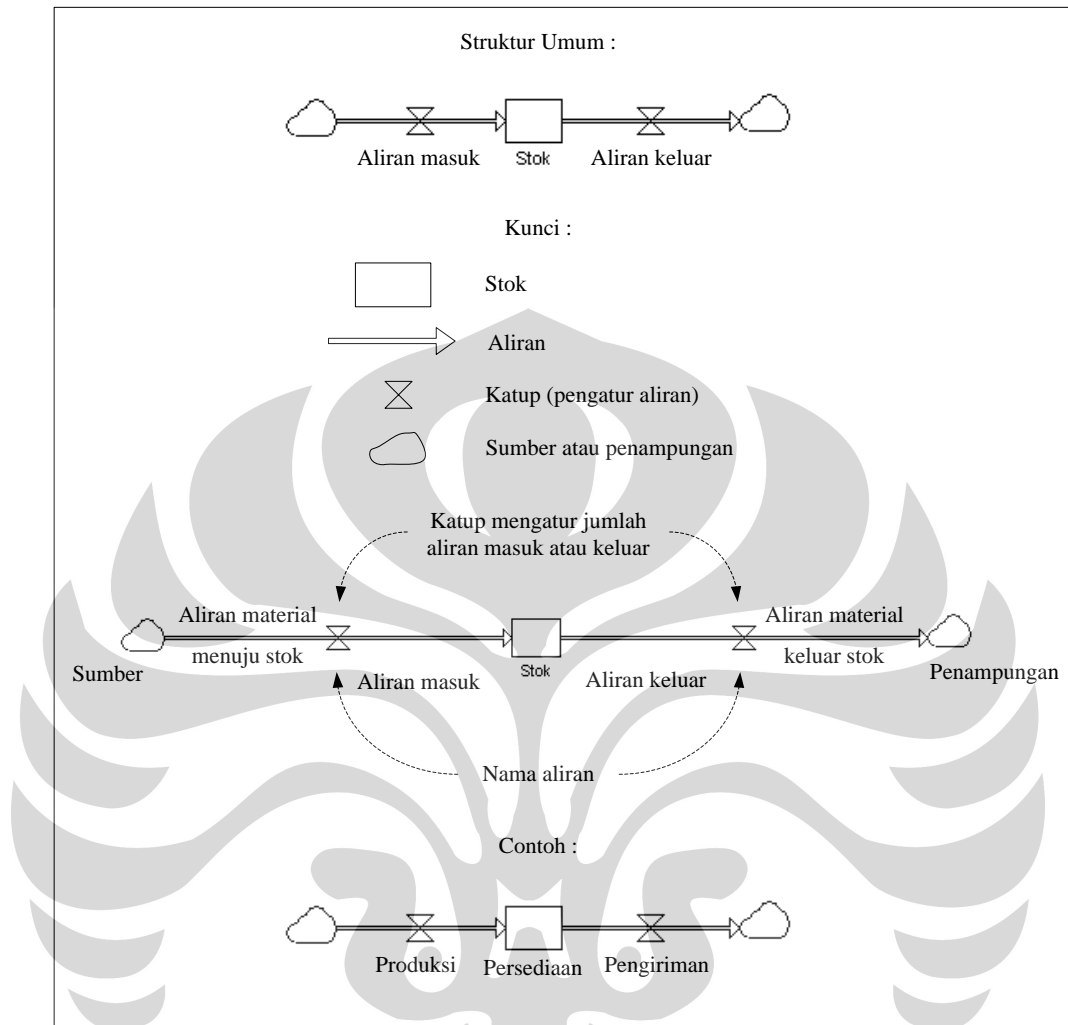 Struktur Umum :
Aliran masuk
Stok
Aliran keluar
Kunci :
Stok
Aliran
Katup (pengatur aliran)
Sumber atau penampungan
Katup mengatur jumlah
aliran masuk atau keluar
Aliran material
menuju stok
Aliran material
keluar stok
Sumber
Aliran masuk
Stok
Aliran keluar
Penampungan
Nama aliran
Contoh :
Produksi
Persediaan
Pengiriman